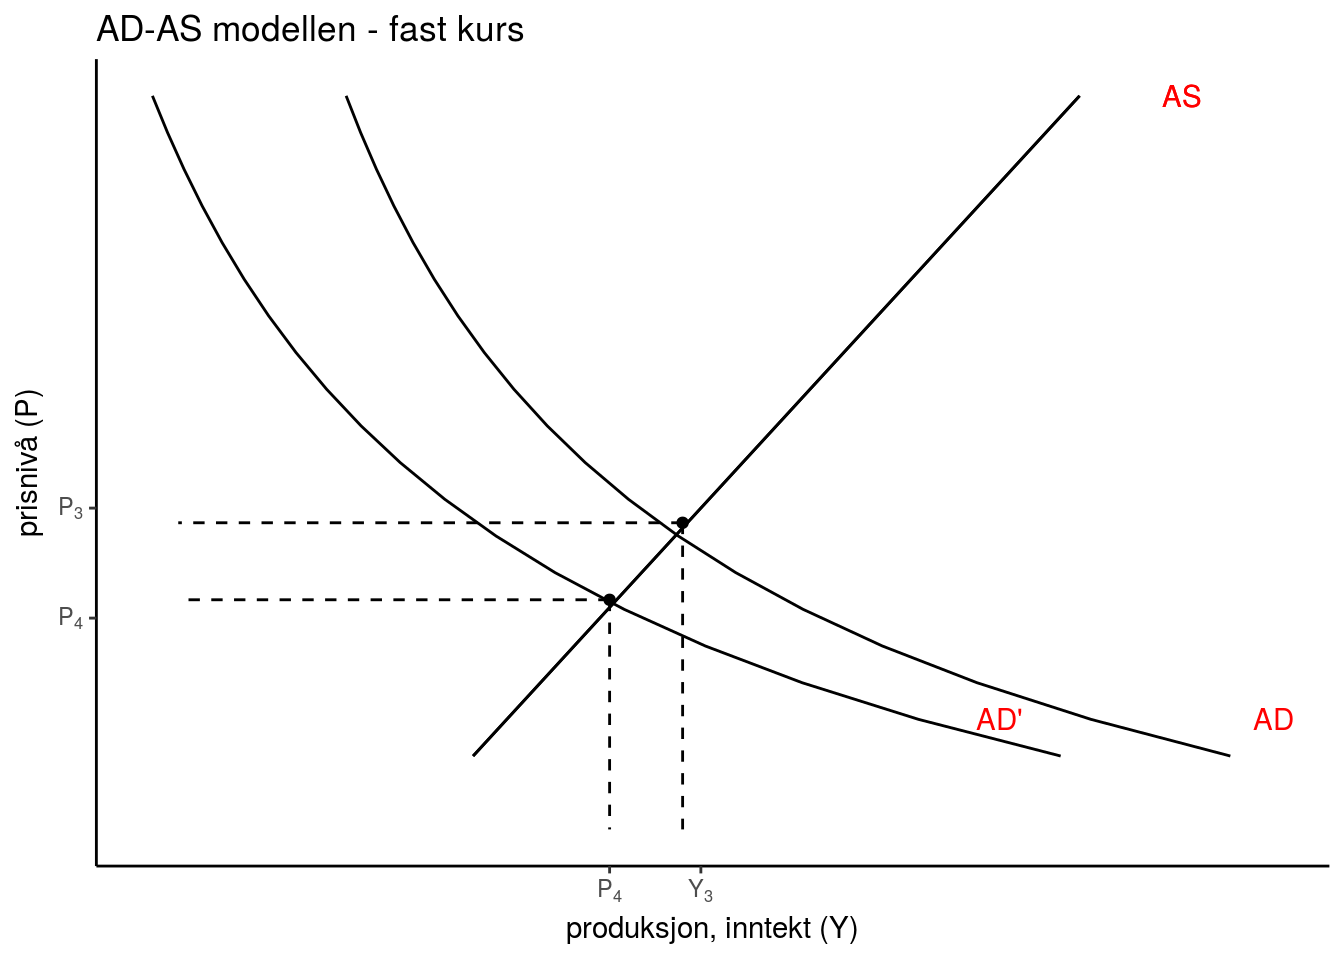 AD-AS modellen - fast kurs
AS
prisnivå (P)
P₃
P₄
AD'
AD
P₄
Y₃
produksjon, inntekt (Y)